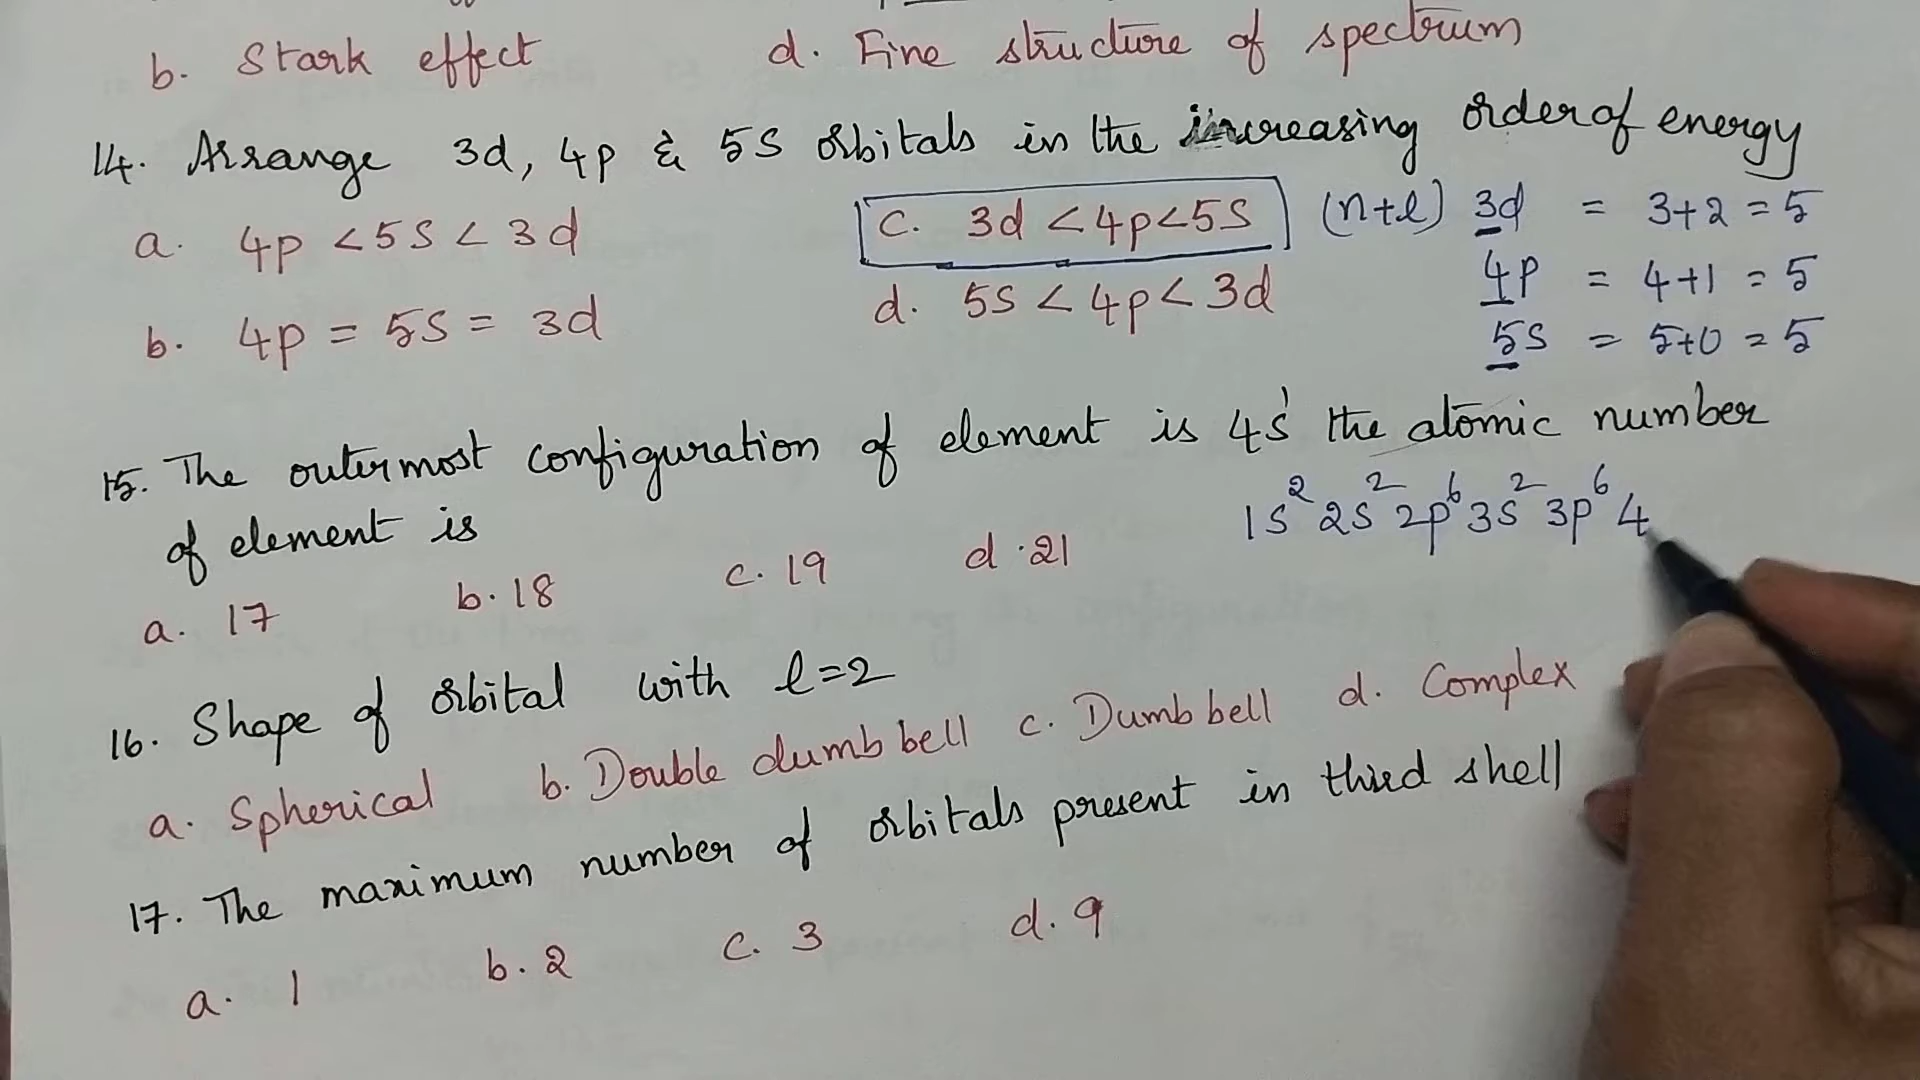 b. Stark effect d. Fine structure of spectrum
14. Arrange 3d, 4p & 5s orbitals in the increasing order of energy
a. 4p < 5s < 3d c. 3d < 4p < 5s (n+l) 3d = 3+2 = 5
4p = 4+1 = 5
b. 4p = 5s = 3d d. 5s < 4p < 3d
5s = 5+0 = 5
15. The outermost configuration of element is 4s¹ the atomic number
of element is 1s² 2s² 2p⁶ 3s² 3p⁶ 4
a. 17 b. 18 c. 19 d. 21
16. Shape of orbital with l=2
a. Spherical b. Double dumb bell c. Dumb bell d. Complex
17. The maximum number of orbitals present in third shell
a. 1 b. 2 c. 3 d. 9